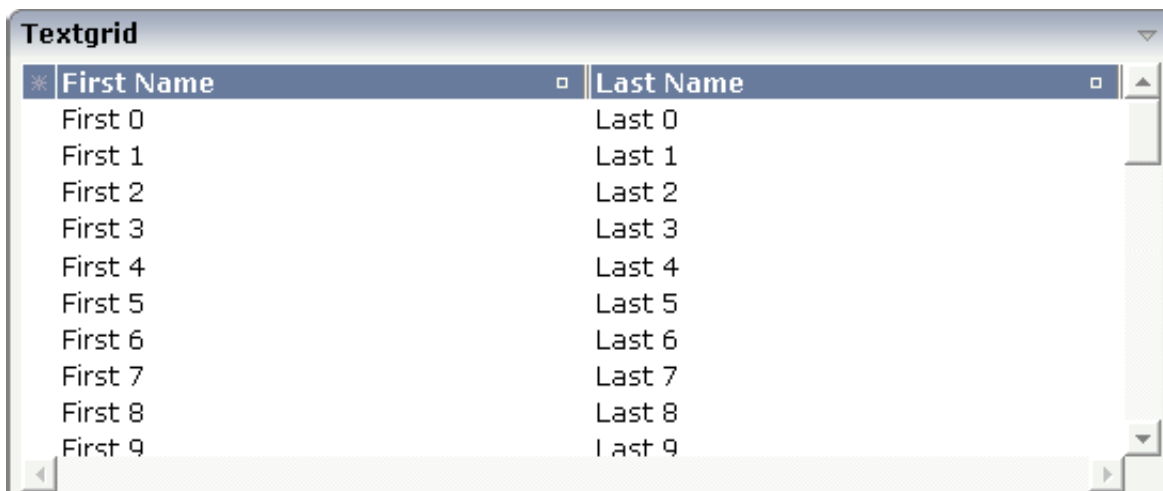 Textgrid
First Name Last Name
First 0 Last 0
First 1 Last 1
First 2 Last 2
First 3 Last 3
First 4 Last 4
First 5 Last 5
First 6 Last 6
First 7 Last 7
First 8 Last 8
First 9 Last 9